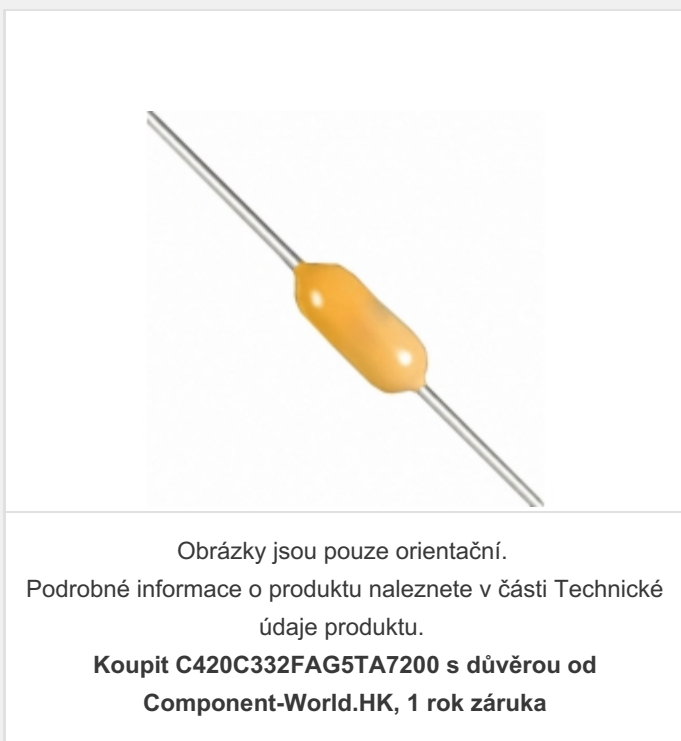 Obrázky jsou pouze orientační.
Podrobné informace o produktu naleznete v části Technické
údaje produktu.
Koupit C420C332FAG5TA7200 s důvěrou od
Component-World.HK, 1 rok záruka